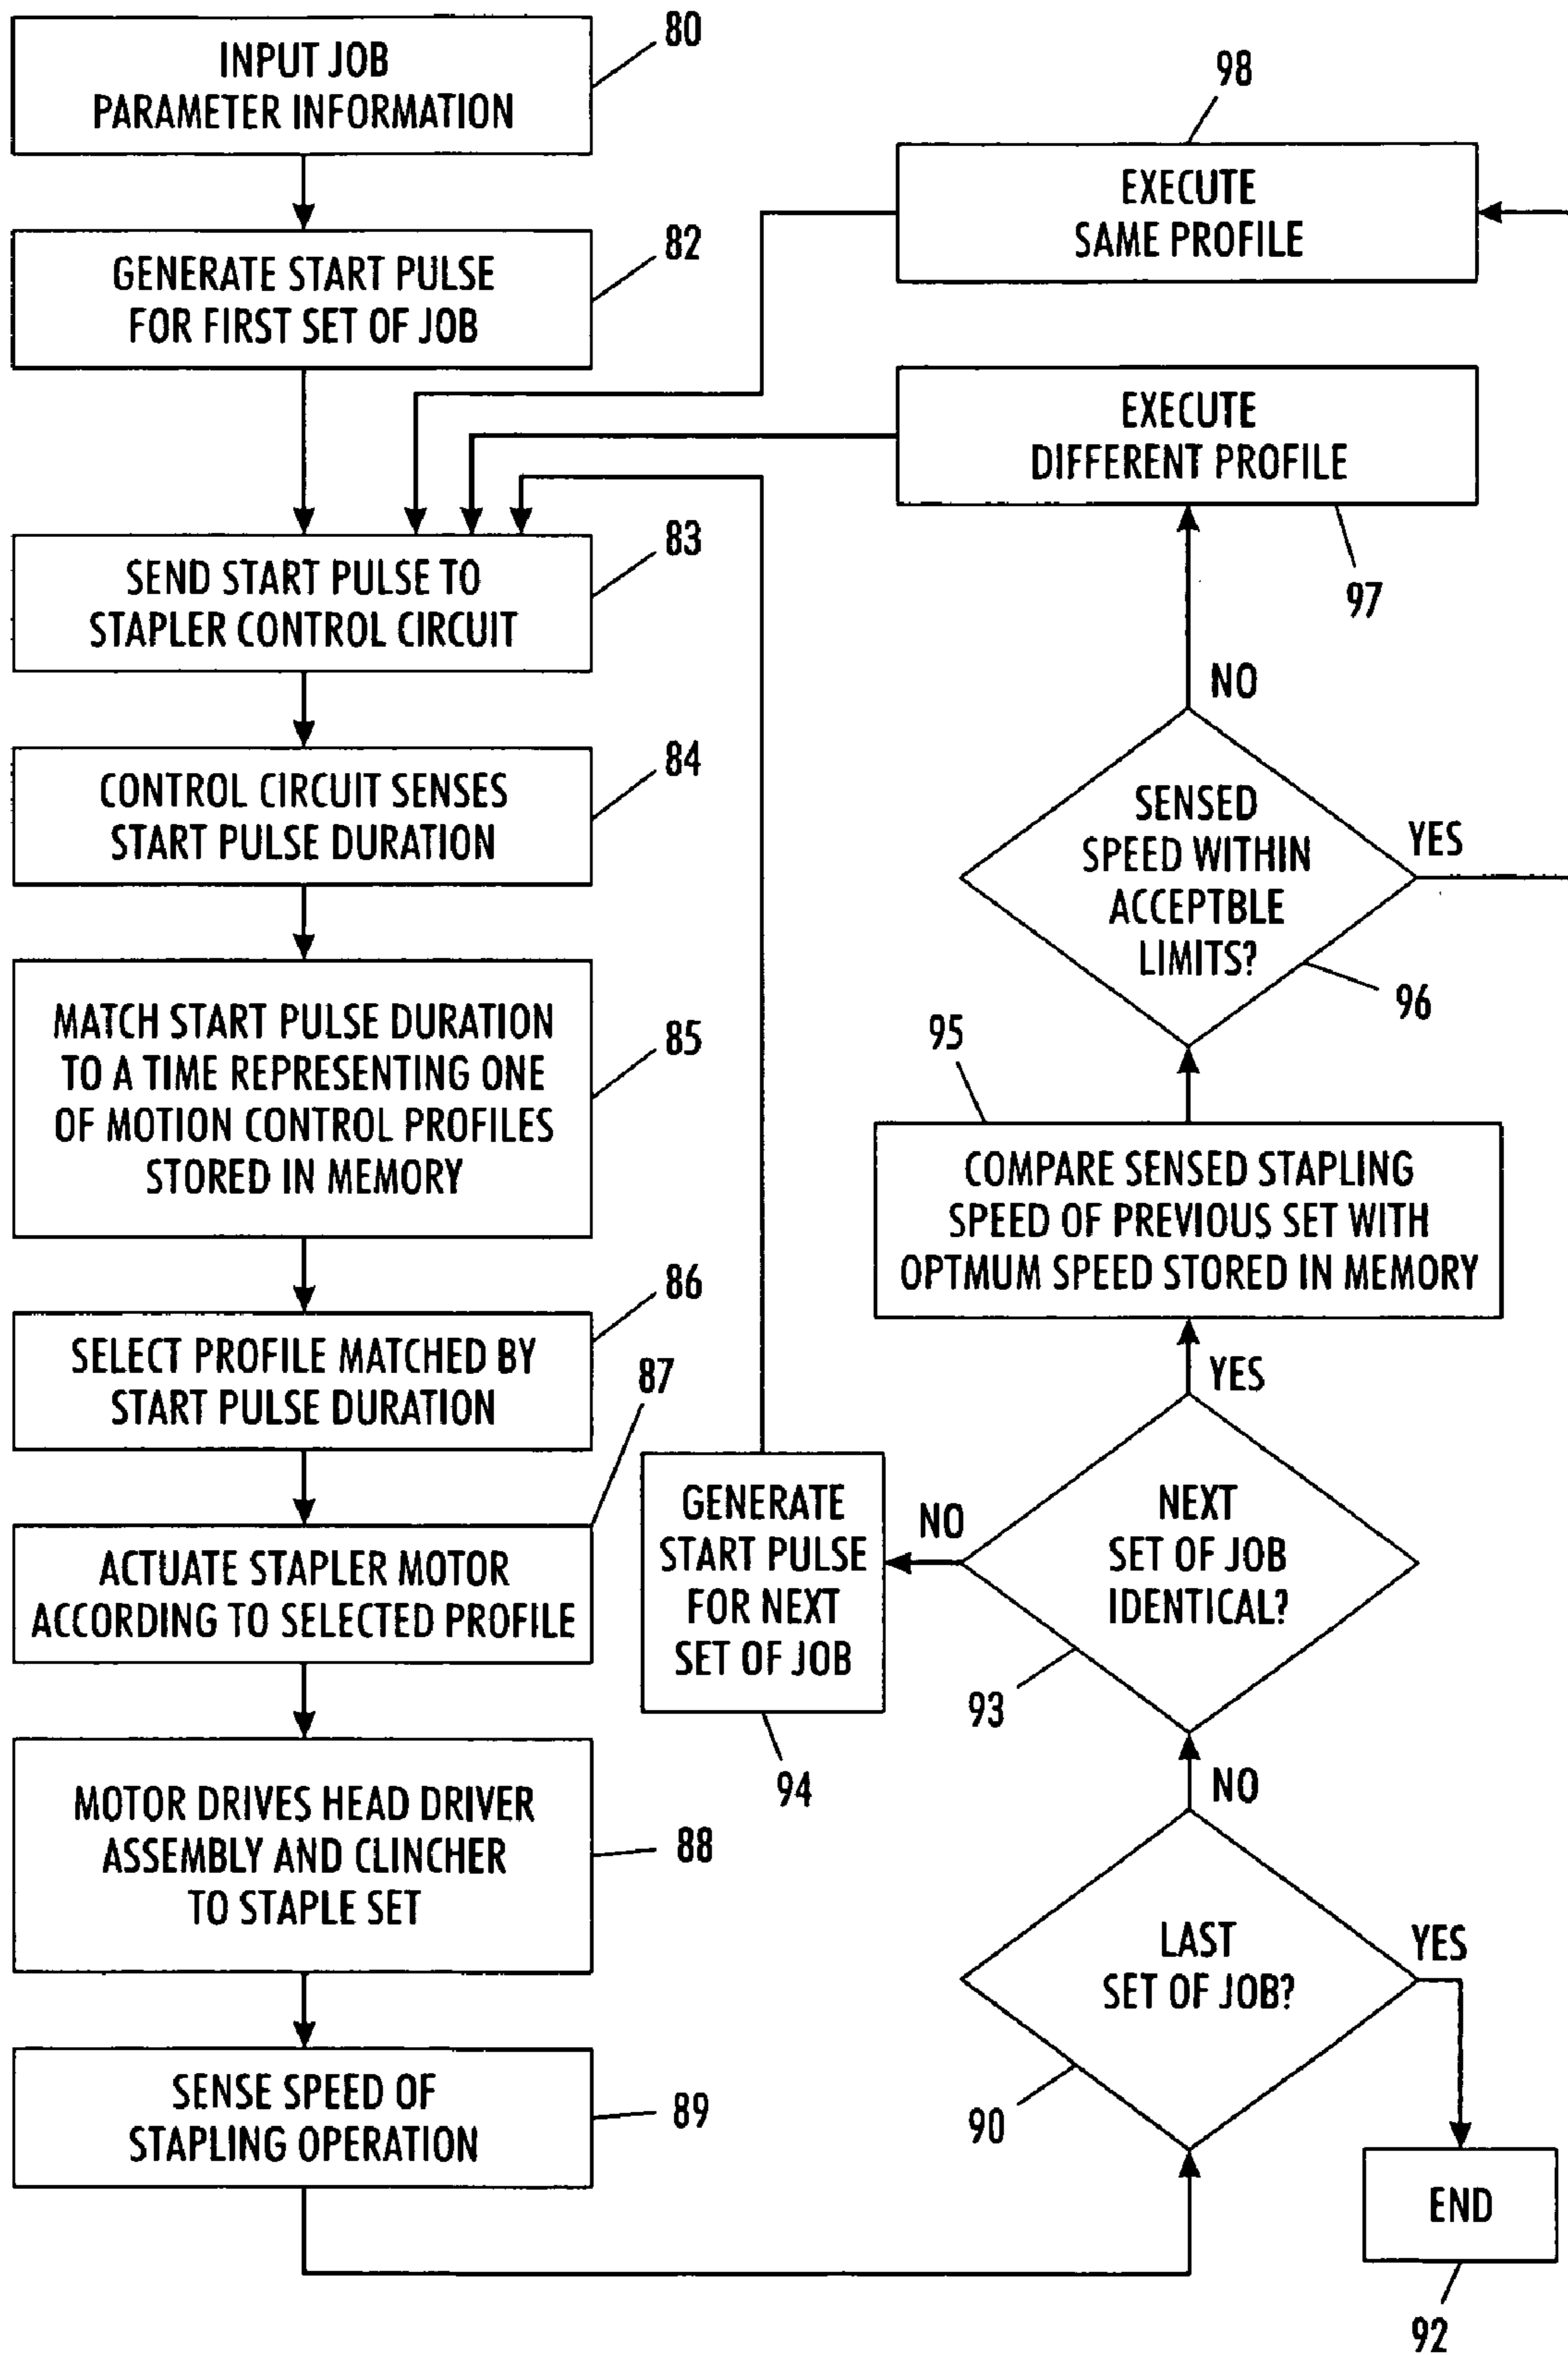 INPUT JOB
PARAMETER INFORMATION
80
GENERATE START PULSE
FOR FIRST SET OF JOB
82
SEND START PULSE TO
STAPLER CONTROL CIRCUIT
83
CONTROL CIRCUIT SENSES
START PULSE DURATION
84
MATCH START PULSE DURATION
TO A TIME REPRESENTING ONE
OF MOTION CONTROL PROFILES
STORED IN MEMORY
85
SELECT PROFILE MATCHED BY
START PULSE DURATION
86
ACTUATE STAPLER MOTOR
ACCORDING TO SELECTED PROFILE
87
MOTOR DRIVES HEAD DRIVER
ASSEMBLY AND CLINCHER
TO STAPLE SET
88
SENSE SPEED OF
STAPLING OPERATION
89
LAST
SET OF JOB?
90
YES
END
92
NO
NEXT
SET OF JOB
IDENTICAL?
93
NO
GENERATE
START PULSE
FOR NEXT
SET OF JOB
94
YES
COMPARE SENSED STAPLING
SPEED OF PREVIOUS SET WITH
OPTMUM SPEED STORED IN MEMORY
95
SENSED
SPEED WITHIN
ACCEPTBLE
LIMITS?
96
NO
EXECUTE
DIFFERENT PROFILE
97
YES
EXECUTE
SAME PROFILE
98